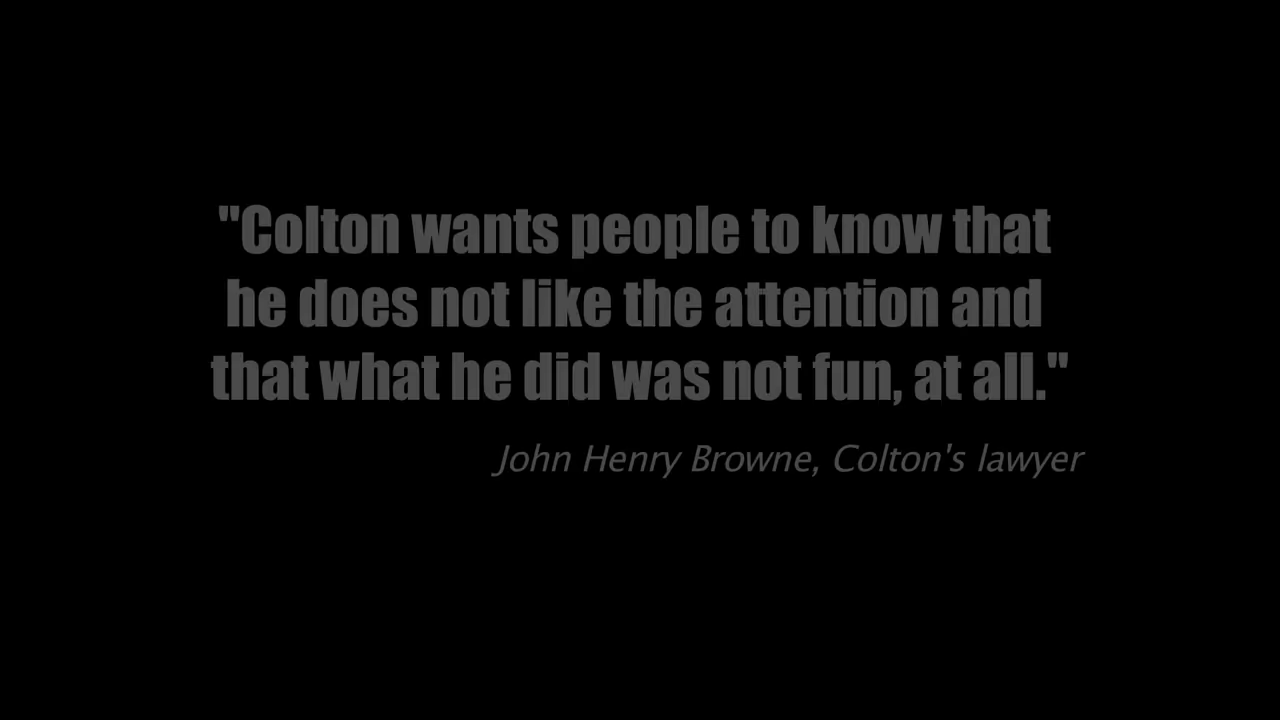 "Colton wants people to know that
he does not like the attention and
that what he did was not fun, at all."
John Henry Browne, Colton's lawyer